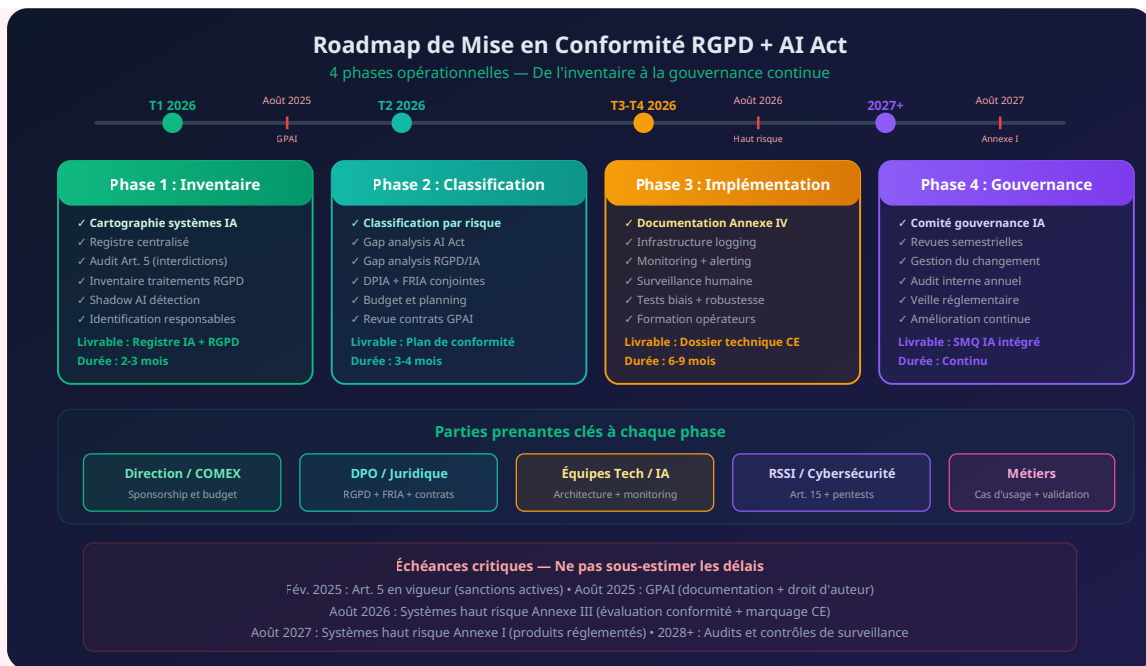 Roadmap de Mise en Conformité RGPD + AI Act
4 phases opérationnelles — De l'inventaire à la gouvernance continue
T1 2026
Août 2025
T2 2026
T3-T4 2026
Août 2026
2027+
Août 2027
GPAI
Haut risque
Annexe I
Phase 1 : Inventaire
✓ Cartographie systèmes IA
✓ Registre centralisé
✓ Audit Art. 5 (interdictions)
✓ Inventaire traitements RGPD
✓ Shadow AI détection
✓ Identification responsables
Livrable : Registre IA + RGPD
Durée : 2-3 mois
Phase 2 : Classification
✓ Classification par risque
✓ Gap analysis AI Act
✓ Gap analysis RGPD/IA
✓ DPIA + FRIA conjointes
✓ Budget et planning
✓ Revue contrats GPAI
Livrable : Plan de conformité
Durée : 3-4 mois
Phase 3 : Implémentation
✓ Documentation Annexe IV
✓ Infrastructure logging
✓ Monitoring + alerting
✓ Surveillance humaine
✓ Tests biais + robustesse
✓ Formation opérateurs
Livrable : Dossier technique CE
Durée : 6-9 mois
Phase 4 : Gouvernance
✓ Comité gouvernance IA
✓ Revues semestrielles
✓ Gestion du changement
✓ Audit interne annuel
✓ Veille réglementaire
✓ Amélioration continue
Livrable : SMQ IA intégré
Durée : Continu
Parties prenantes clés à chaque phase
Direction / COMEX
Sponsorship et budget
DPO / Juridique
RGPD + FRIA + contrats
Équipes Tech / IA
Architecture + monitoring
RSSI / Cybersécurité
Art. 15 + pentests
Métiers
Cas d'usage + validation
Échéances critiques — Ne pas sous-estimer les délais
Fév. 2025 : Art. 5 en vigueur (sanctions actives) • Août 2025 : GPAI (documentation + droit d'auteur)
Août 2026 : Systèmes haut risque Annexe III (évaluation conformité + marquage CE)
Août 2027 : Systèmes haut risque Annexe I (produits réglementés) • 2028+ : Audits et contrôles de surveillance